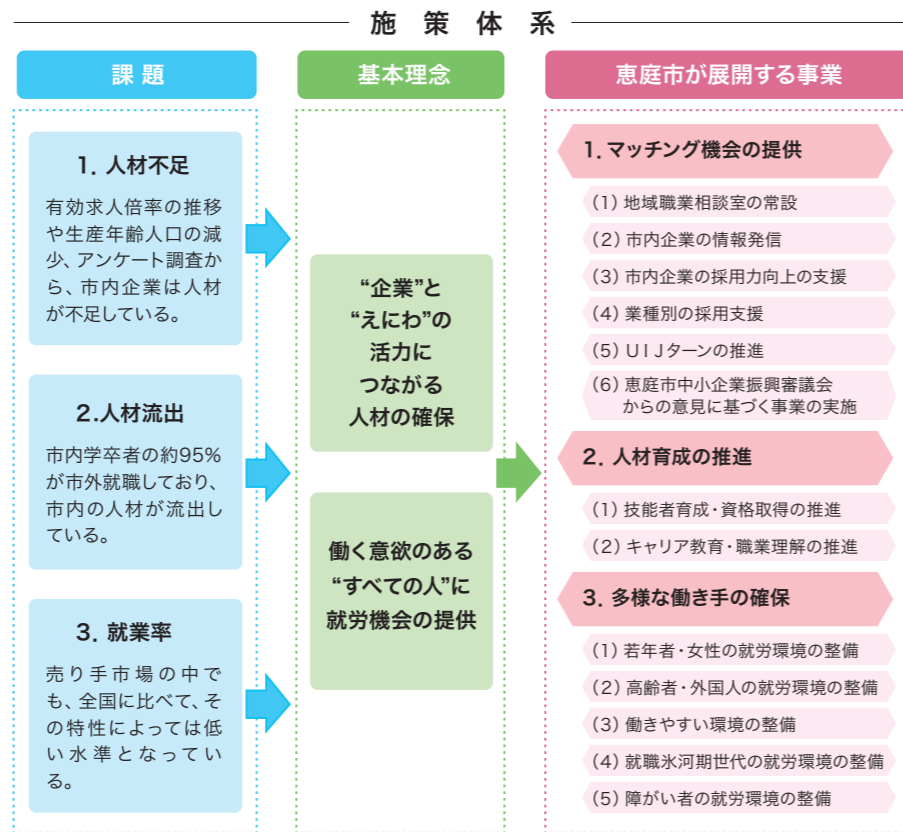 施策体系
課題
1. 人材不足
有効求人倍率の推移
や生産年齢人口の減
少、アンケート調査か
ら、市内企業は人材
が不足している。
2.人材流出
市内学卒者の約95%
が市外就職しており、
市内の人材が流出し
ている。
3. 就業率
売り手市場の中で
も、全国に比べて、そ
の特性によっては低
い水準となってい
る。
基本理念
“企業”と
“えにわ”の
活力に
つながる
人材の確保
働く意欲のある
“すべての人”に
就労機会の提供
恵庭市が展開する事業
1. マッチング機会の提供
(1) 地域職業相談室の常設
(2) 市内企業の情報発信
(3) 市内企業の採用力向上の支援
(4) 業種別の採用支援
(5) UIJターンの推進
(6) 恵庭市中小企業振興審議会
からの意見に基づく事業の実施
2. 人材育成の推進
(1) 技能者育成・資格取得の推進
(2) キャリア教育・職業理解の推進
3. 多様な働き手の確保
(1) 若年者・女性の就労環境の整備
(2) 高齢者・外国人の就労環境の整備
(3) 働きやすい環境の整備
(4) 就職氷河期世代の就労環境の整備
(5) 障がい者の就労環境の整備